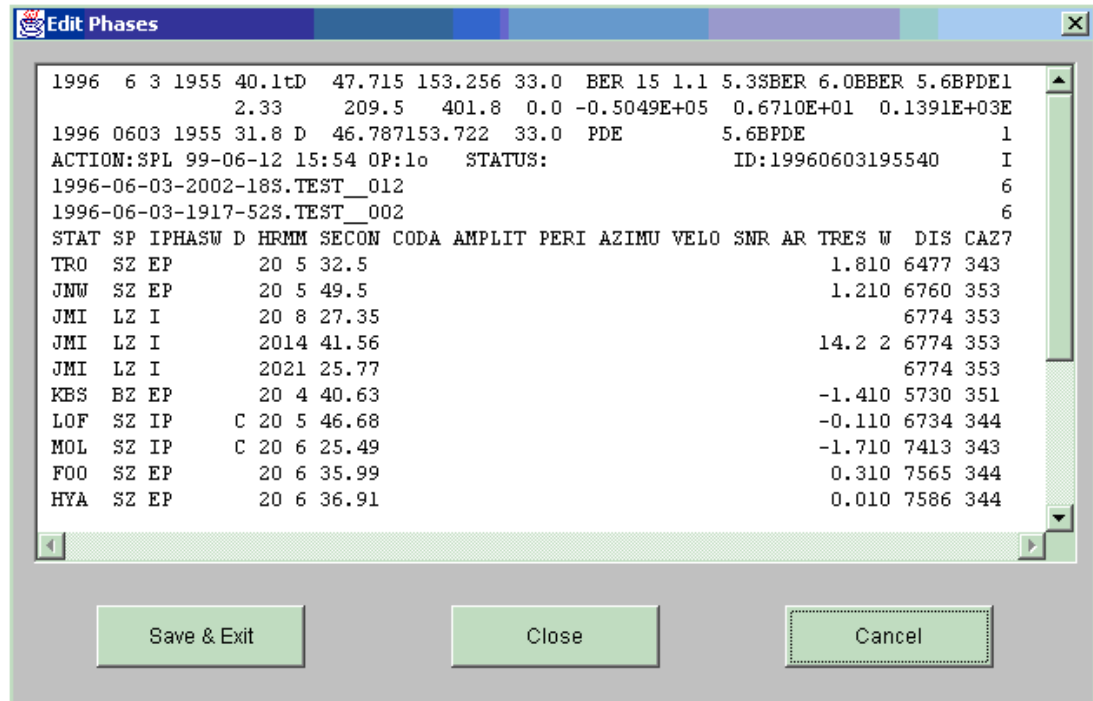 Edit Phases
1996  6 3 1955 40.1tD  47.715 153.256 33.0  BER 15 1.1 5.3SBER 6.0BBER 5.6BPDE1
2.33     209.5   401.8  0.0 -0.5049E+05  0.6710E+01  0.1391E+03E
1996 0603 1955 31.8 D  46.787153.722  33.0  PDE         5.6BPDE                 1
ACTION:SPL 99-06-12 15:54 OP:lo   STATUS:               ID:19960603195540     I
1996-06-03-2002-18S.TEST__012                                                 6
1996-06-03-1917-52S.TEST__002                                                 6
STAT SP IPHASW D HRMM SECON CODA AMPLIT PERI AZIMU VELO SNR AR TRES W  DIS CAZ7
TRO  SZ EP       20 5 32.5                                     1.810 6477 343
JNW  SZ EP       20 5 49.5                                     1.210 6760 353
JMI  LZ I        20 8 27.35                                          6774 353
JMI  LZ I        2014 41.56                                    14.2 2 6774 353
JMI  LZ I        2021 25.77                                          6774 353
KBS  BZ EP       20 4 40.63                                    -1.410 5730 351
LOF  SZ IP     C 20 5 46.68                                    -0.110 6734 344
MOL  SZ IP     C 20 6 25.49                                    -1.710 7413 343
FOO  SZ EP       20 6 35.99                                     0.310 7565 344
HYA  SZ EP       20 6 36.91                                     0.010 7586 344
Save & Exit
Close
Cancel